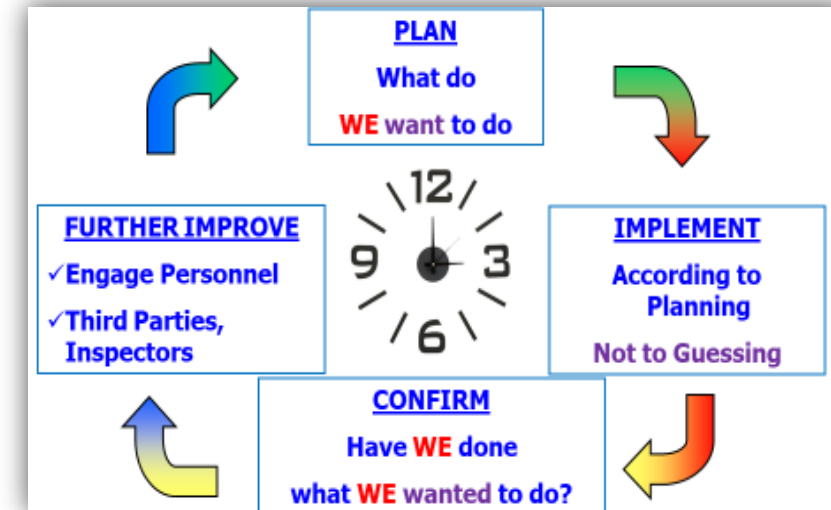 PLAN
What do
WE want to do
FURTHER IMPROVE
✓Engage Personnel
✓Third Parties,
Inspectors
12
9
3
6
IMPLEMENT
According to
Planning
Not to Guessing
CONFIRM
Have WE done
what WE wanted to do?